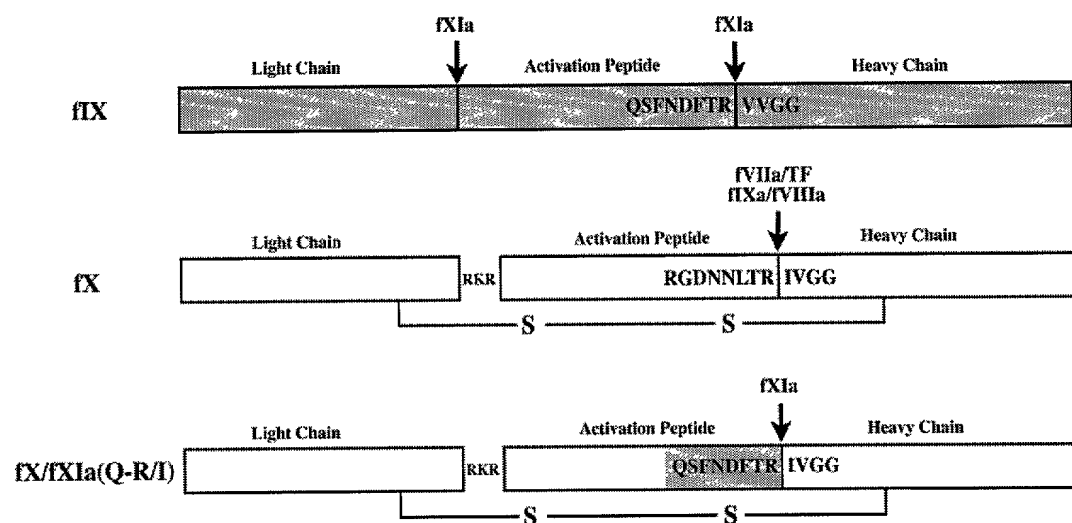 fXIa fXIa
Light Chain Activation Peptide Heavy Chain
fIX QSFNDFTR VVGG
fVIIa/TF
fIXa/fVIIIa
Light Chain Activation Peptide Heavy Chain
fX RKR RGDNNLTR IVGG
S S
fXIa
Light Chain Activation Peptide Heavy Chain
fX/fXIa(Q-R/I) RKR QSFNDFTR IVGG
S S